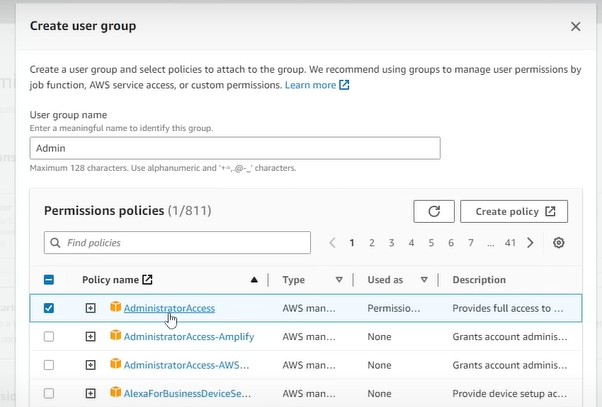 Create user group
Create a user group and select policies to attach to the group. We recommend using groups to manage user permissions by
job function, AWS service access, or custom permissions. Learn more
User group name
Enter a meaningful name to identify this group.
Admin
Maximum 128 characters. Use alphanumeric and '+=,.@-_' characters.
Permissions policies (1/811)
Create policy
Find policies
1 2 3 4 5 6 7 ... 41
Policy name Type Used as Description
AdministratorAccess AWS man... Permissio... Provides full access to ...
AdministratorAccess-Amplify AWS man... None Grants account adminis...
AdministratorAccess-AWS... AWS man... None Grants account adminis...
AlexaForBusinessDeviceSe... AWS man... None Provide device setup ac...